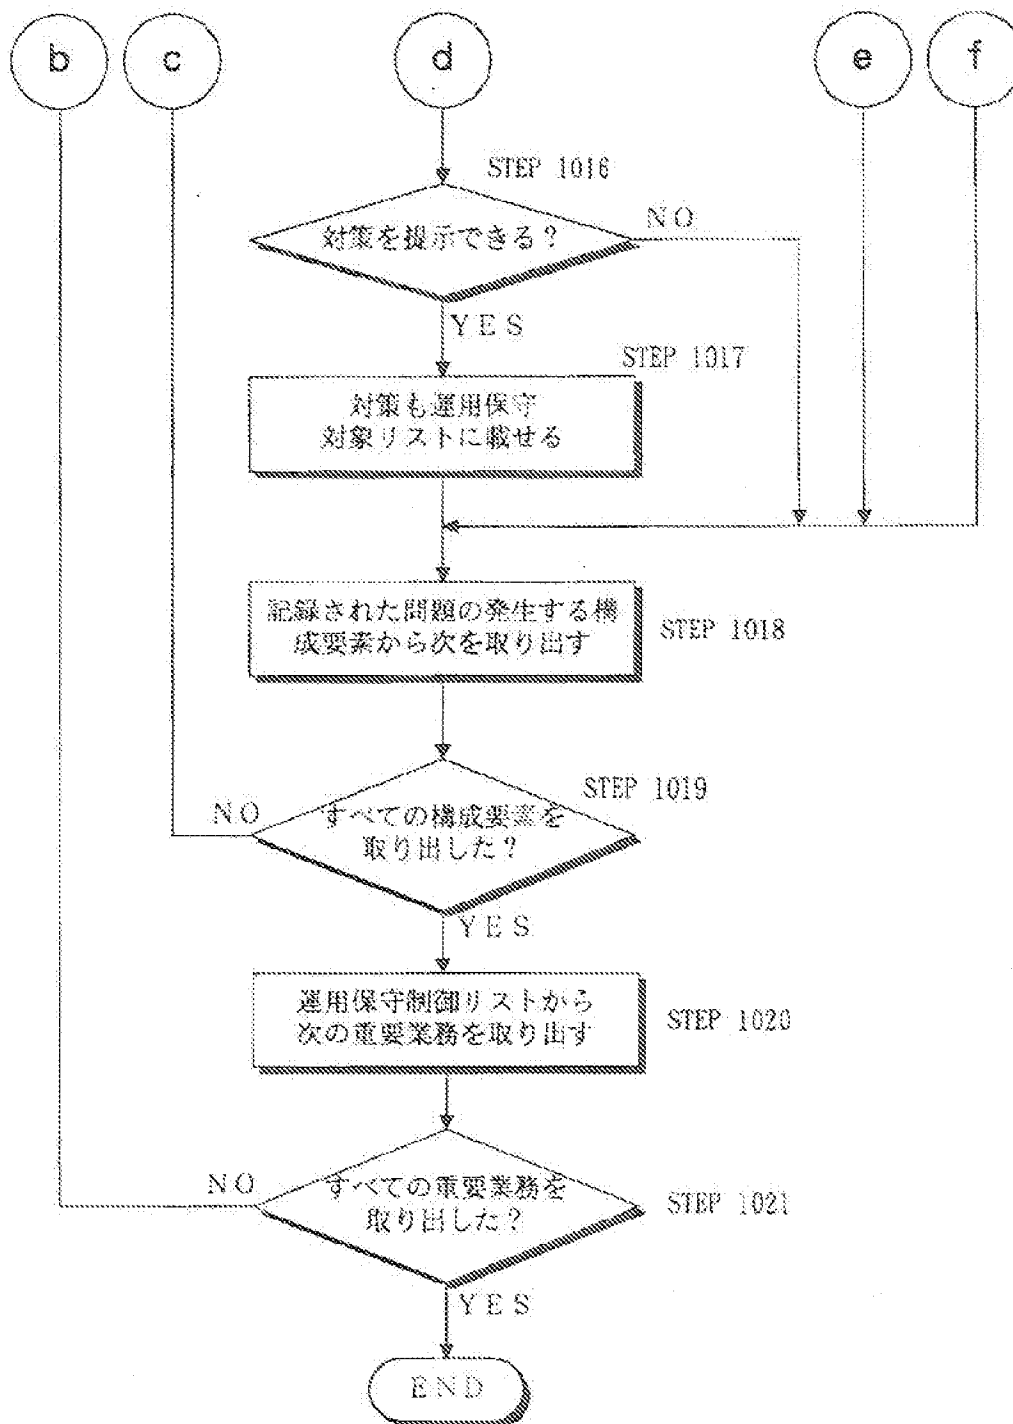 b
c
d
e
f
STEP 1016
対策を提示できる？
NO
YES
STEP 1017
対策も運用保守
対象リストに載せる
記録された問題の発生する構
成要素から次を取り出す
STEP 1018
STEP 1019
NO
すべての構成要素を
取り出した？
YES
運用保守制御リストから
次の重要業務を取り出す
STEP 1020
NO
すべての重要業務を
取り出した？
STEP 1021
YES
END